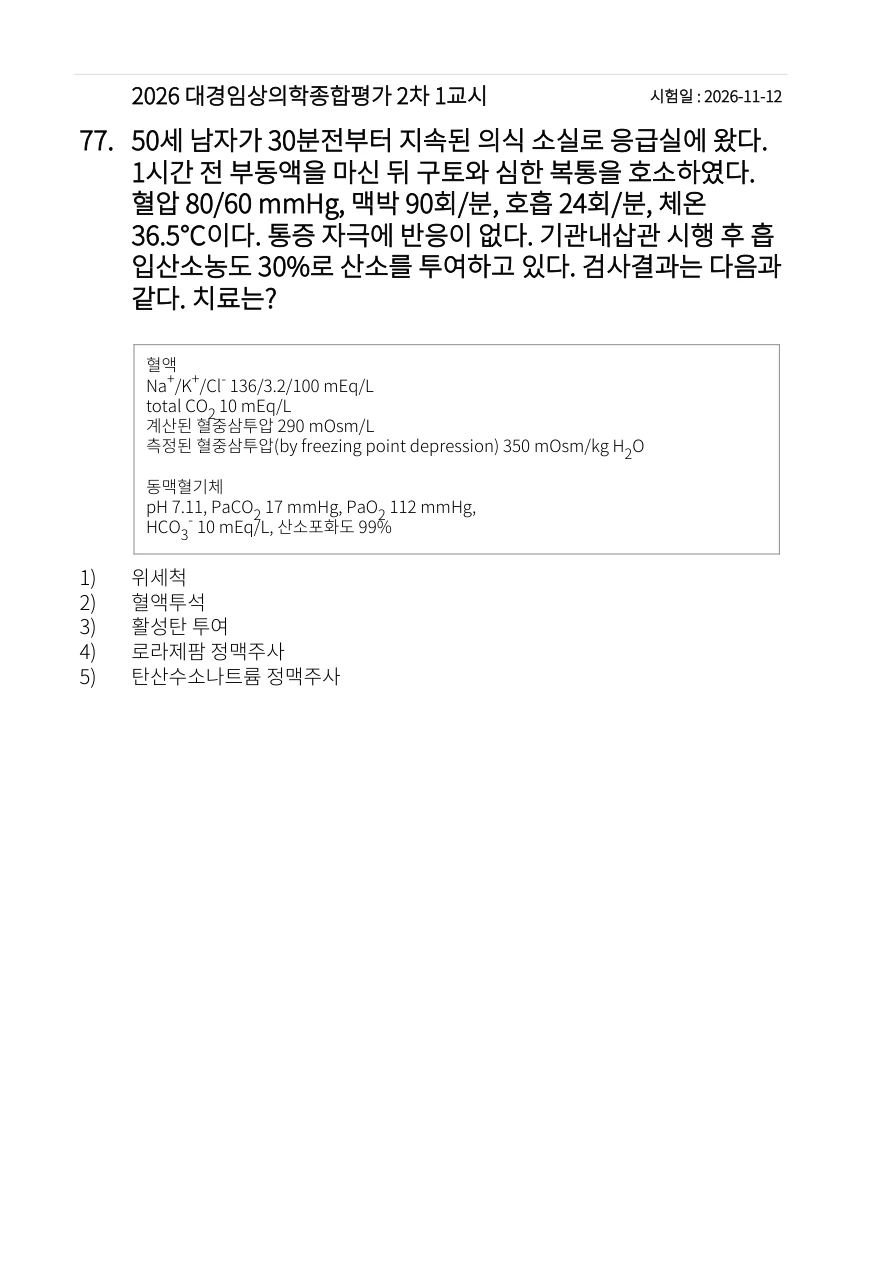 2026 대경임상의학종합평가 2차 1교시 시험일 : 2026-11-12
77. 50세 남자가 30분전부터 지속된 의식 소실로 응급실에 왔다.
1시간 전 부동액을 마신 뒤 구토와 심한 복통을 호소하였다.
혈압 80/60 mmHg, 맥박 90회/분, 호흡 24회/분, 체온
36.5℃이다. 통증 자극에 반응이 없다. 기관내삽관 시행 후 흡
입산소농도 30%로 산소를 투여하고 있다. 검사결과는 다음과
같다. 치료는?
혈액
Na⁺/K⁺/Cl⁻ 136/3.2/100 mEq/L
total CO₂ 10 mEq/L
계산된 혈중삼투압 290 mOsm/L
측정된 혈중삼투압(by freezing point depression) 350 mOsm/kg H₂O
동맥혈기체
pH 7.11, PaCO₂ 17 mmHg, PaO₂ 112 mmHg,
HCO₃⁻ 10 mEq/L, 산소포화도 99%
1) 위세척
2) 혈액투석
3) 활성탄 투여
4) 로라제팜 정맥주사
5) 탄산수소나트륨 정맥주사